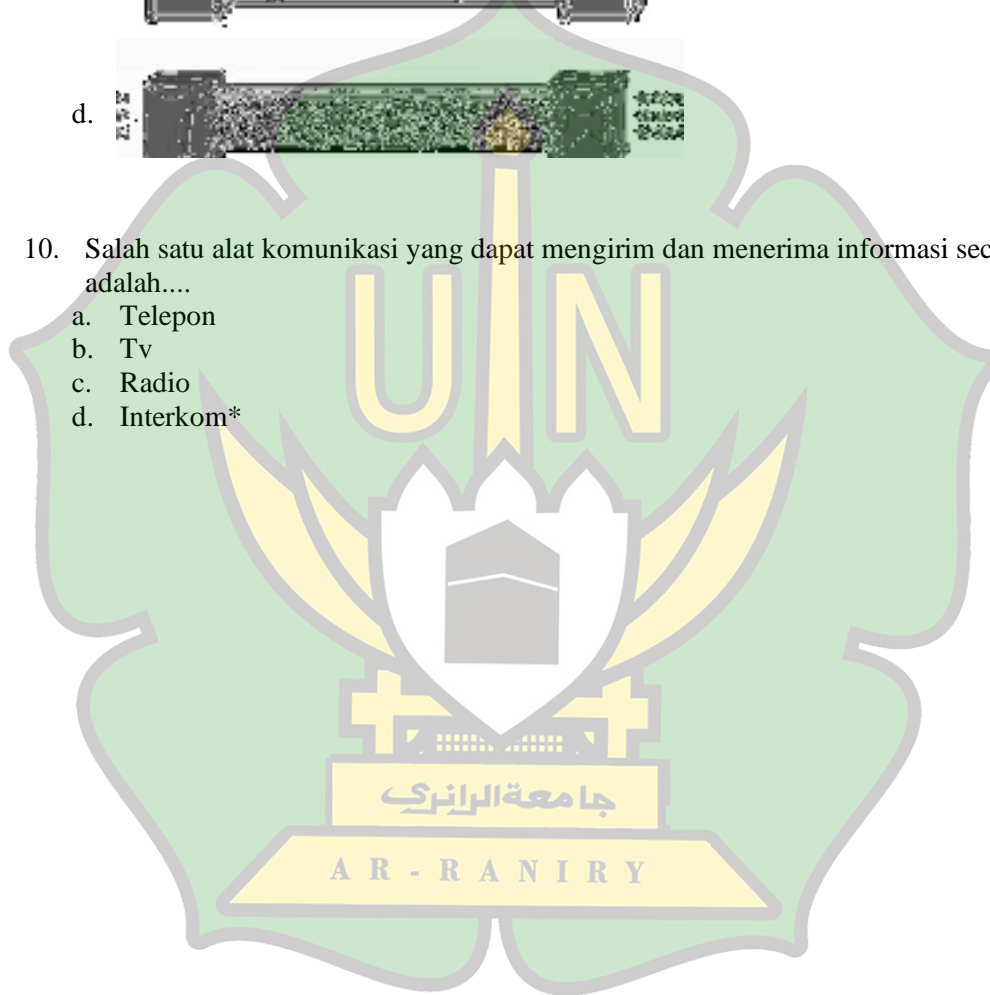 d.
10. Salah satu alat komunikasi yang dapat mengirim dan menerima informasi sec
adalah....
a. Telepon
b. Tv
c. Radio
d. Interkom*
UIN
جامعة الرانري
AR-RANIRY